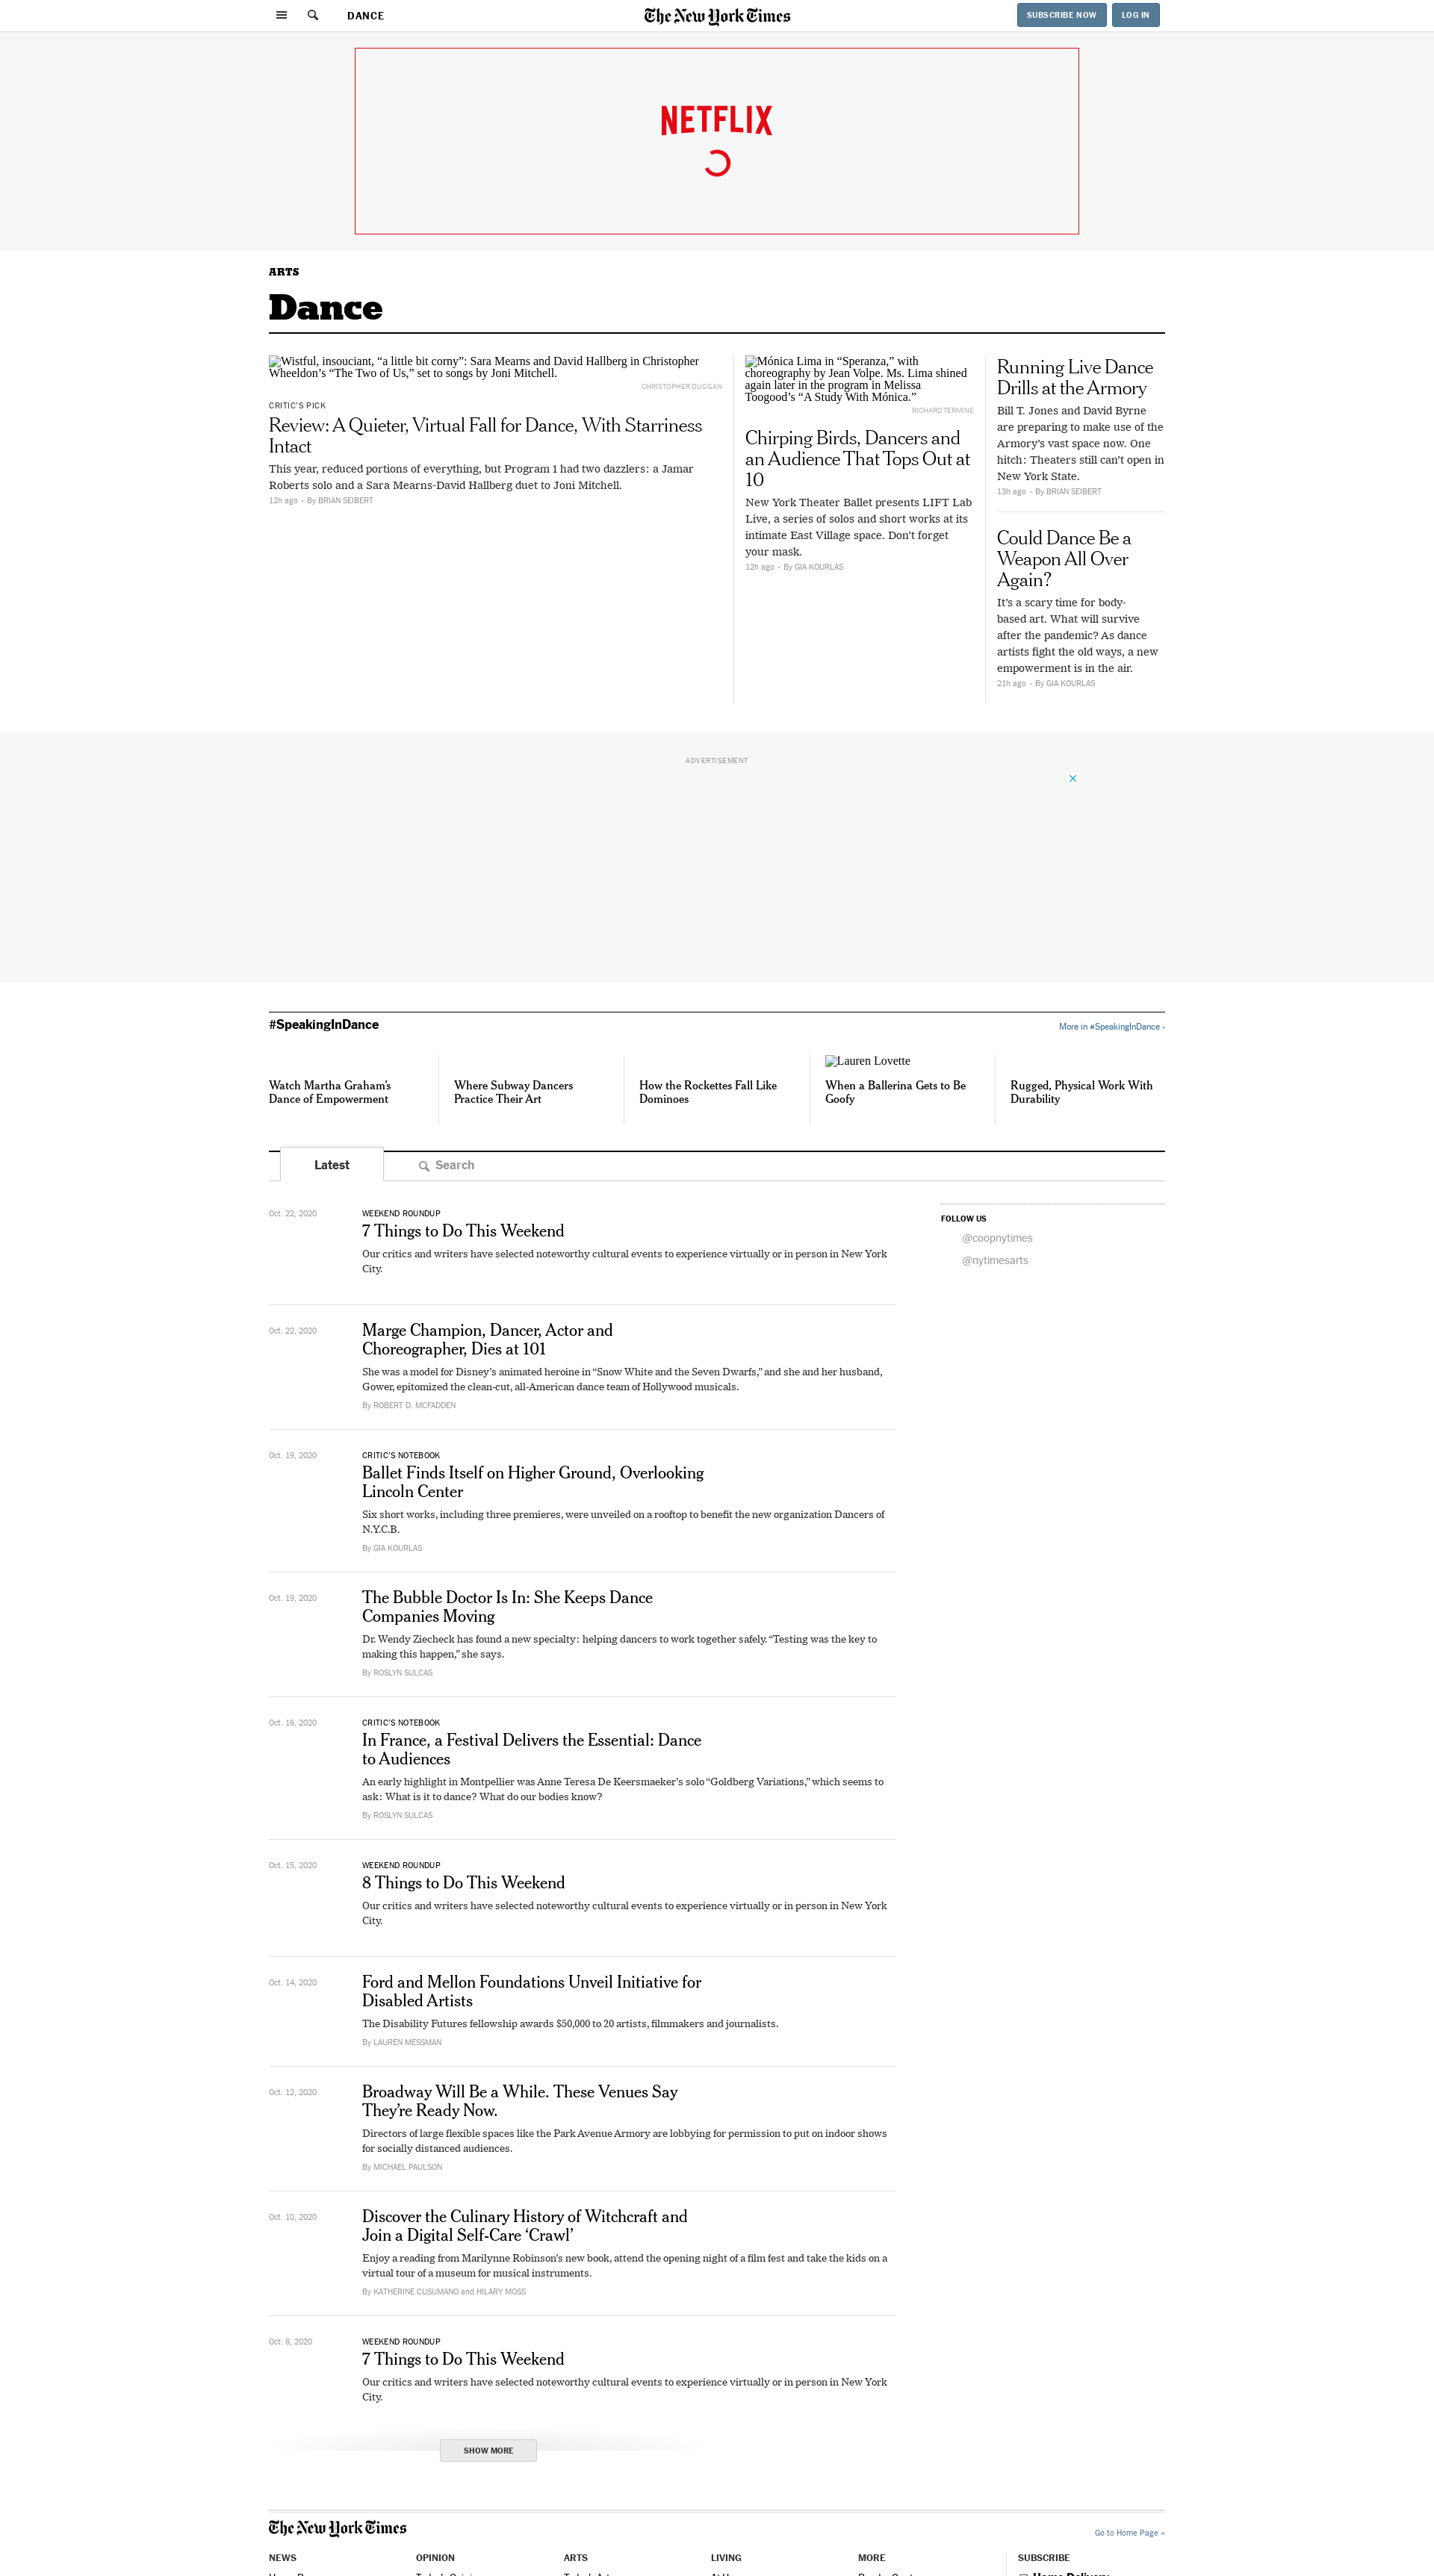 DANCE
The New York Times
SUBSCRIBE NOW
LOG IN
NETFLIX
ARTS
Dance
Wistful, insouciant, “a little bit corny”: Sara Mearns and David Hallberg in Christopher
Wheeldon’s “The Two of Us,” set to songs by Joni Mitchell.
CHRISTOPHER DUGGAN
CRITIC’S PICK
Review: A Quieter, Virtual Fall for Dance, With Starriness
Intact
This year, reduced portions of everything, but Program 1 had two dazzlers: a Jamar
Roberts solo and a Sara Mearns-David Hallberg duet to Joni Mitchell.
12h ago • By BRIAN SEIBERT
Mónica Lima in “Speranza,” with
choreography by Jean Volpe. Ms. Lima shined
again later in the program in Melissa
Toogood’s “A Study With Mónica.”
RICHARD TERMINE
Chirping Birds, Dancers and
an Audience That Tops Out at
10
New York Theater Ballet presents LIFT Lab
Live, a series of solos and short works at its
intimate East Village space. Don’t forget
your mask.
12h ago • By GIA KOURLAS
Running Live Dance
Drills at the Armory
Bill T. Jones and David Byrne
are preparing to make use of the
Armory’s vast space now. One
hitch: Theaters still can’t open in
New York State.
13h ago • By BRIAN SEIBERT
Could Dance Be a
Weapon All Over
Again?
It’s a scary time for body-
based art. What will survive
after the pandemic? As dance
artists fight the old ways, a new
empowerment is in the air.
21h ago • By GIA KOURLAS
ADVERTISEMENT
#SpeakingInDance
More in #SpeakingInDance ›
Watch Martha Graham’s
Dance of Empowerment
Where Subway Dancers
Practice Their Art
How the Rockettes Fall Like
Dominoes
Lauren Lovette
When a Ballerina Gets to Be
Goofy
Rugged, Physical Work With
Durability
Latest
Search
Oct. 22, 2020
WEEKEND ROUNDUP
7 Things to Do This Weekend
Our critics and writers have selected noteworthy cultural events to experience virtually or in person in New York
City.
FOLLOW US
@coopnytimes
@nytimesarts
Oct. 22, 2020
Marge Champion, Dancer, Actor and
Choreographer, Dies at 101
She was a model for Disney’s animated heroine in “Snow White and the Seven Dwarfs,” and she and her husband,
Gower, epitomized the clean-cut, all-American dance team of Hollywood musicals.
By ROBERT D. MCFADDEN
Oct. 19, 2020
CRITIC’S NOTEBOOK
Ballet Finds Itself on Higher Ground, Overlooking
Lincoln Center
Six short works, including three premieres, were unveiled on a rooftop to benefit the new organization Dancers of
N.Y.C.B.
By GIA KOURLAS
Oct. 19, 2020
The Bubble Doctor Is In: She Keeps Dance
Companies Moving
Dr. Wendy Ziecheck has found a new specialty: helping dancers to work together safely. “Testing was the key to
making this happen,” she says.
By ROSLYN SULCAS
Oct. 16, 2020
CRITIC’S NOTEBOOK
In France, a Festival Delivers the Essential: Dance
to Audiences
An early highlight in Montpellier was Anne Teresa De Keersmaeker’s solo “Goldberg Variations,” which seems to
ask: What is it to dance? What do our bodies know?
By ROSLYN SULCAS
Oct. 15, 2020
WEEKEND ROUNDUP
8 Things to Do This Weekend
Our critics and writers have selected noteworthy cultural events to experience virtually or in person in New York
City.
Oct. 14, 2020
Ford and Mellon Foundations Unveil Initiative for
Disabled Artists
The Disability Futures fellowship awards $50,000 to 20 artists, filmmakers and journalists.
By LAUREN MESSMAN
Oct. 12, 2020
Broadway Will Be a While. These Venues Say
They’re Ready Now.
Directors of large flexible spaces like the Park Avenue Armory are lobbying for permission to put on indoor shows
for socially distanced audiences.
By MICHAEL PAULSON
Oct. 10, 2020
Discover the Culinary History of Witchcraft and
Join a Digital Self-Care ‘Crawl’
Enjoy a reading from Marilynne Robinson’s new book, attend the opening night of a film fest and take the kids on a
virtual tour of a museum for musical instruments.
By KATHERINE CUSUMANO and HILARY MOSS
Oct. 8, 2020
WEEKEND ROUNDUP
7 Things to Do This Weekend
Our critics and writers have selected noteworthy cultural events to experience virtually or in person in New York
City.
SHOW MORE
The New York Times
Go to Home Page »
NEWS
OPINION
ARTS
LIVING
MORE
SUBSCRIBE